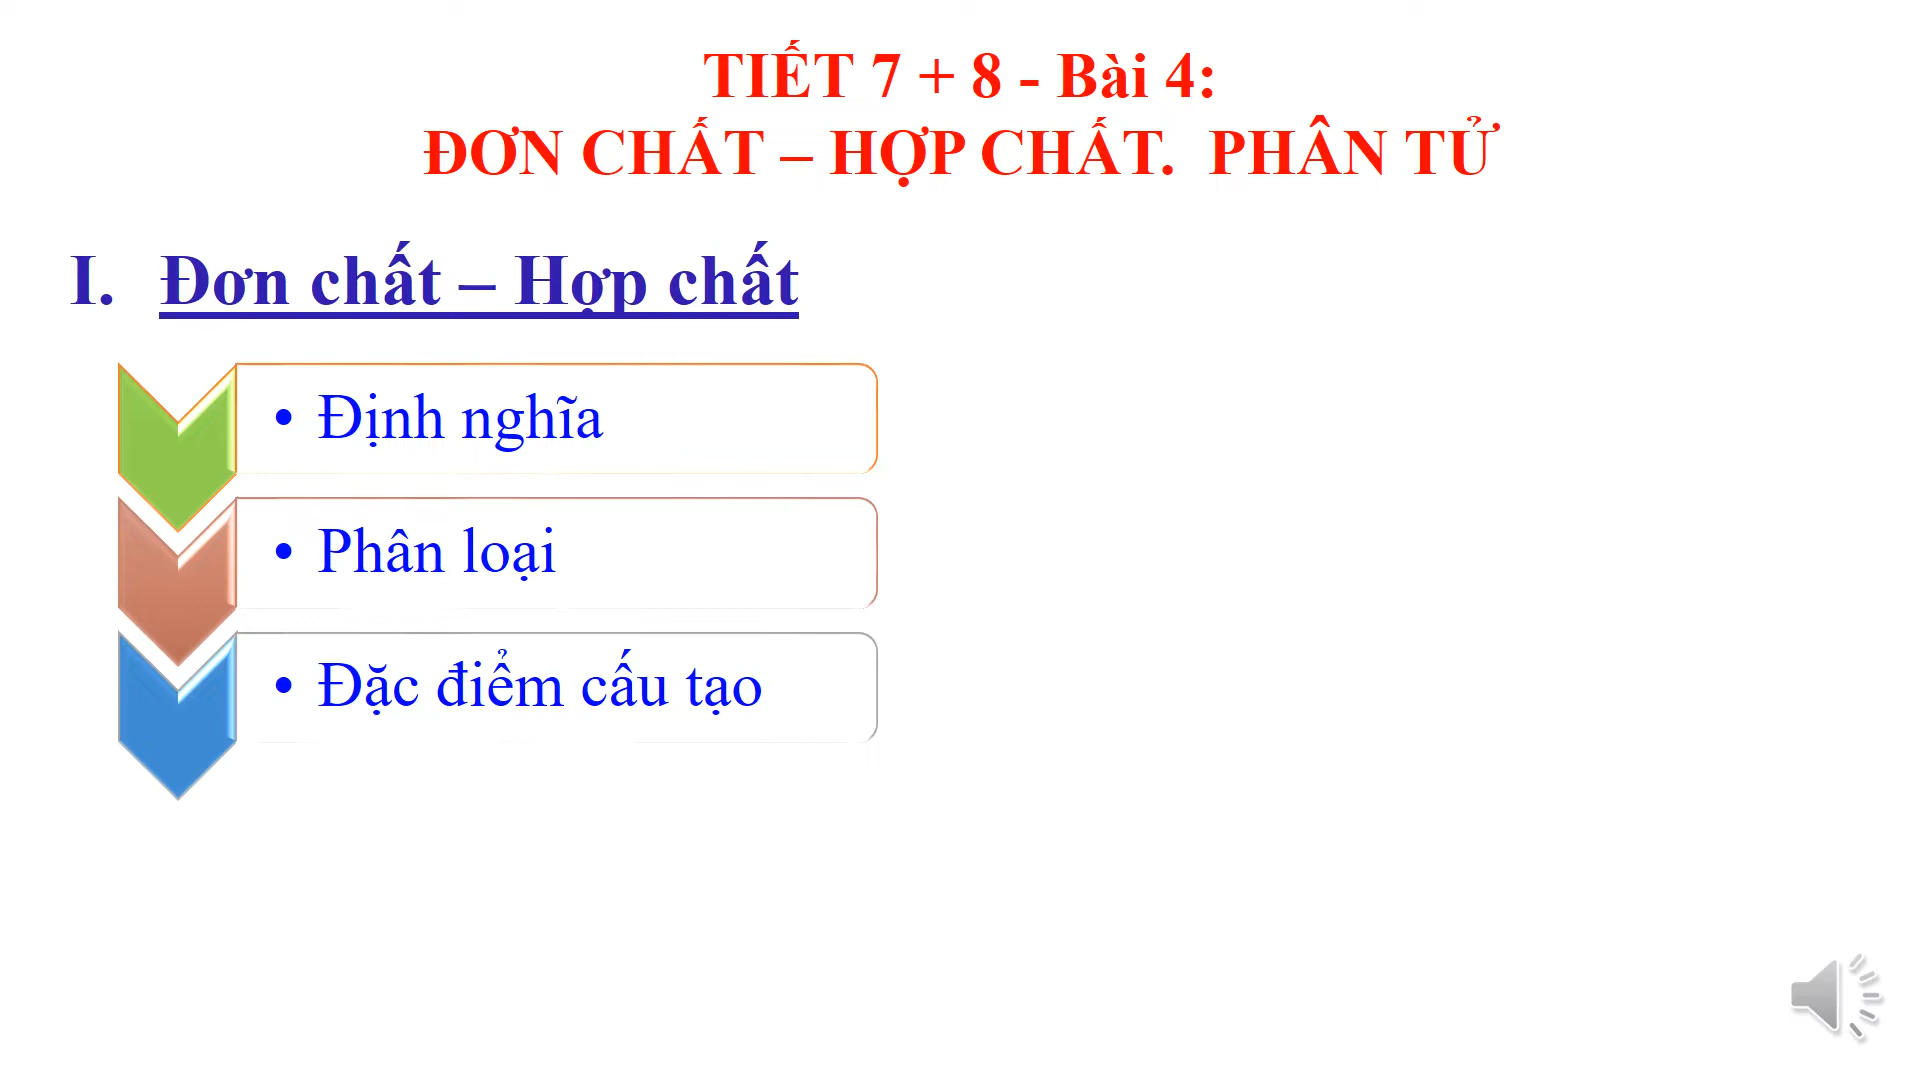 TIẾT 7 + 8 - Bài 4:
ĐƠN CHẤT – HỢP CHẤT. PHÂN TỬ
I. Đơn chất – Hợp chất
• Định nghĩa
• Phân loại
• Đặc điểm cấu tạo